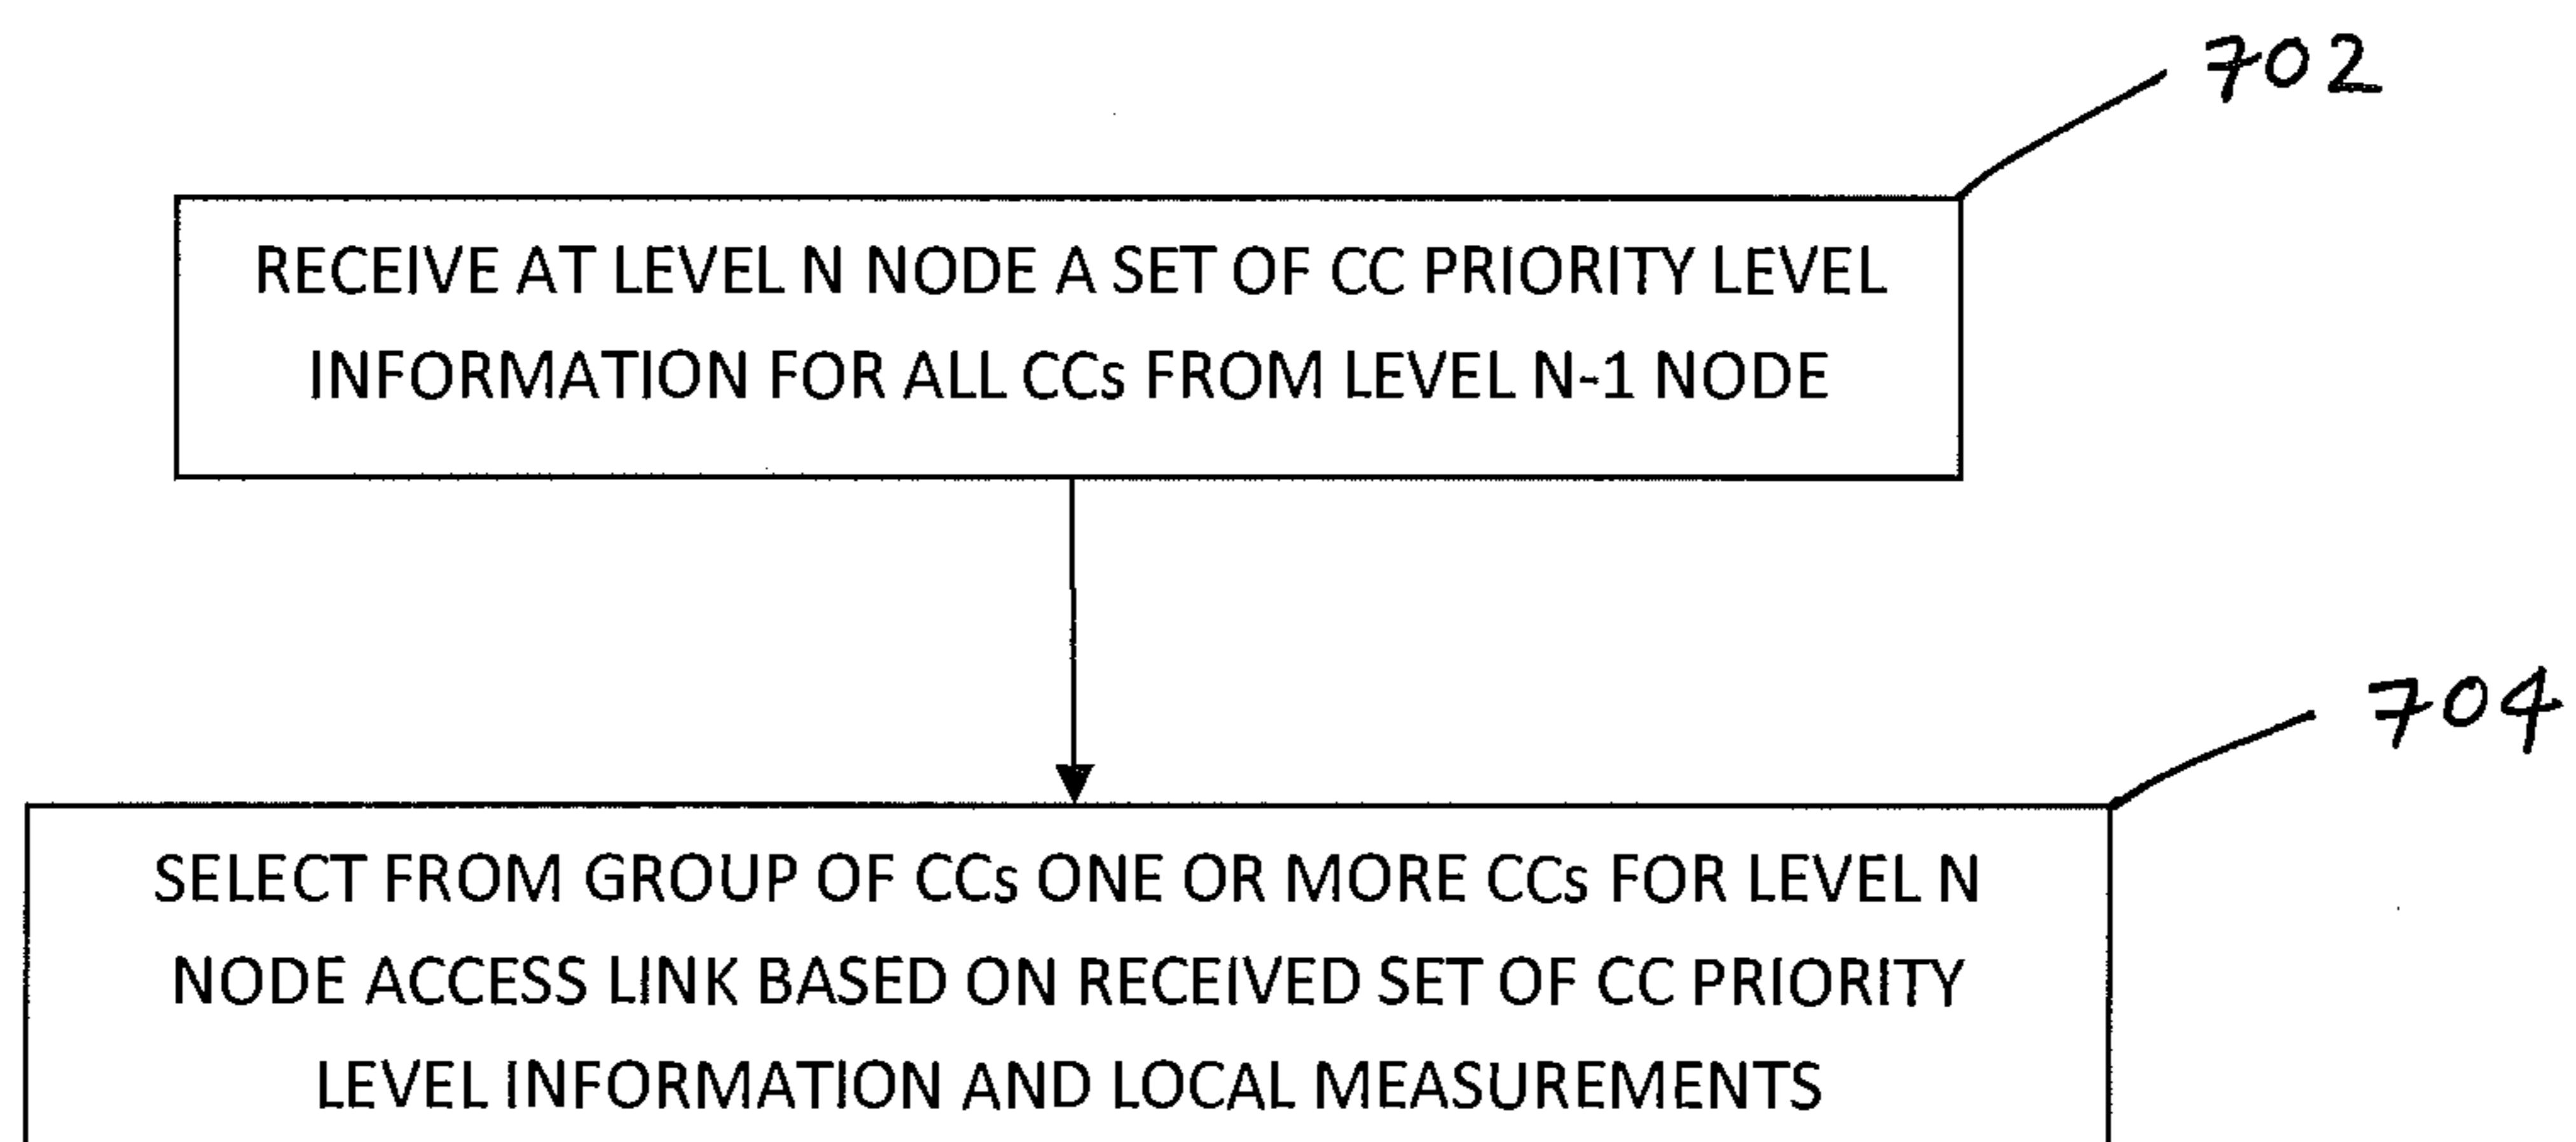 702
RECEIVE AT LEVEL N NODE A SET OF CC PRIORITY LEVEL
INFORMATION FOR ALL CCs FROM LEVEL N-1 NODE
704
SELECT FROM GROUP OF CCs ONE OR MORE CCs FOR LEVEL N
NODE ACCESS LINK BASED ON RECEIVED SET OF CC PRIORITY
LEVEL INFORMATION AND LOCAL MEASUREMENTS